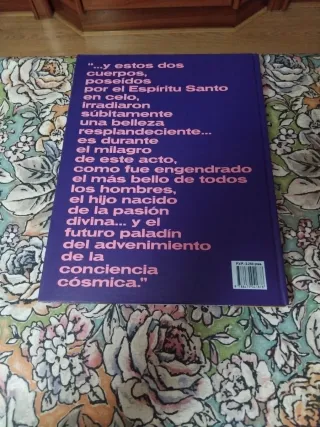 "...y estos dos
cuerpos,
poseidos
por el Espíritu Santo
en celo,
irradiaron
súbitamente
una belleza
resplandeciente...
es durante
el milagro
de este acto,
como fue engendrado
el más bello de todos
los hombres,
el hijo nacido
de la pasión
divina... y el
futuro paladín
del advenimiento
de la
conciencia
cósmica."